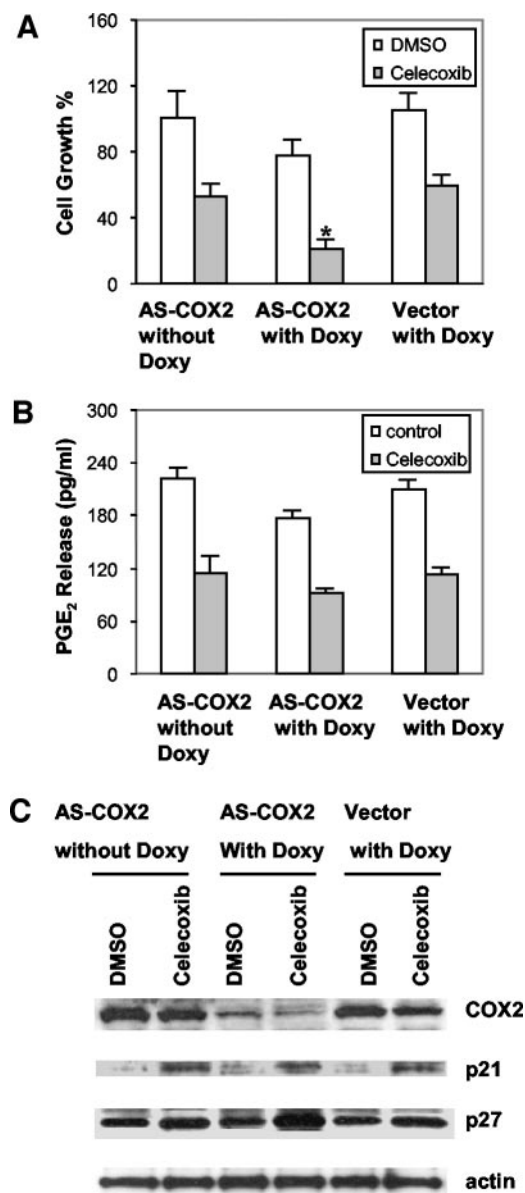 A
160
120
80
40
0
Cell Growth %
DMSO
Celecoxib
*
AS-COX2 without Doxy
AS-COX2 with Doxy
Vector with Doxy
B
300
240
180
120
60
0
PGE2 Release (pg/ml)
control
Celecoxib
AS-COX2 without Doxy
AS-COX2 with Doxy
Vector with Doxy
C
AS-COX2 without Doxy
AS-COX2 With Doxy
Vector with Doxy
DMSO
Celecoxib
DMSO
Celecoxib
DMSO
Celecoxib
COX2
p21
p27
actin